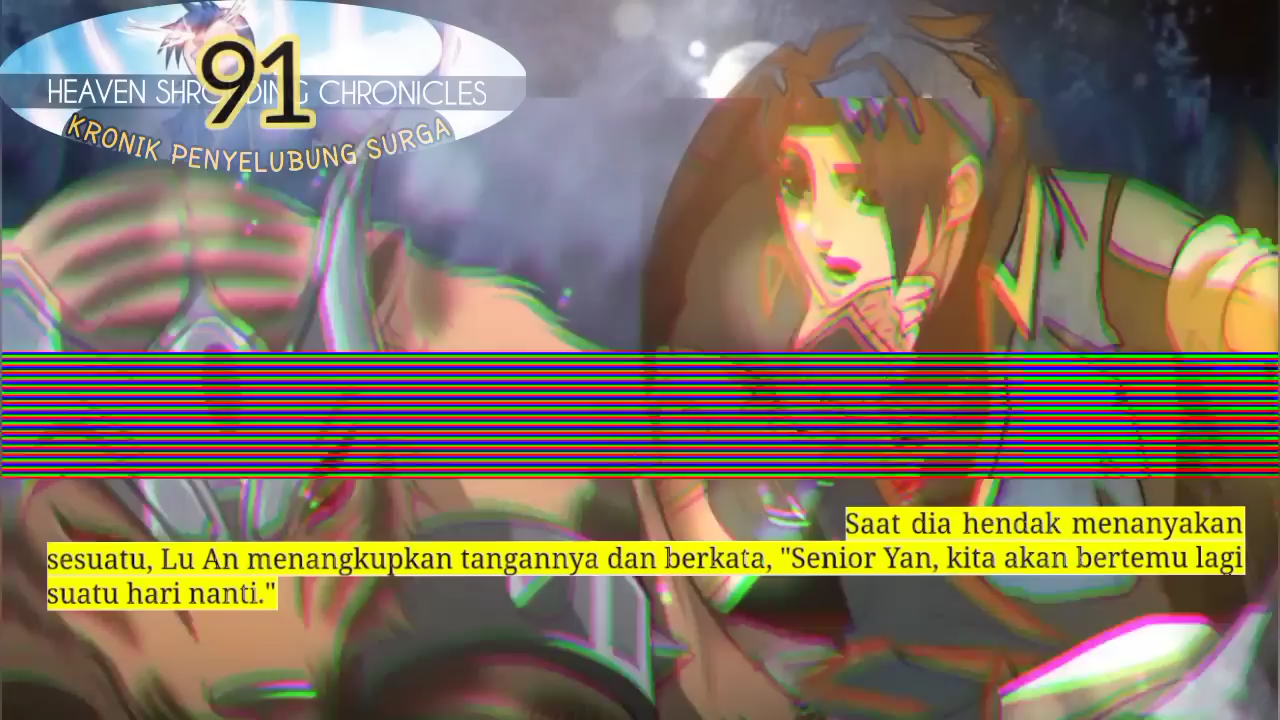 91
HEAVEN SHRODING CHRONICLES
KRONIK PENYELUBUNG SURGA
Saat dia hendak menanyakan
sesuatu, Lu An menangkupkan tangannya dan berkata, "Senior Yan, kita akan bertemu lagi
suatu hari nanti."